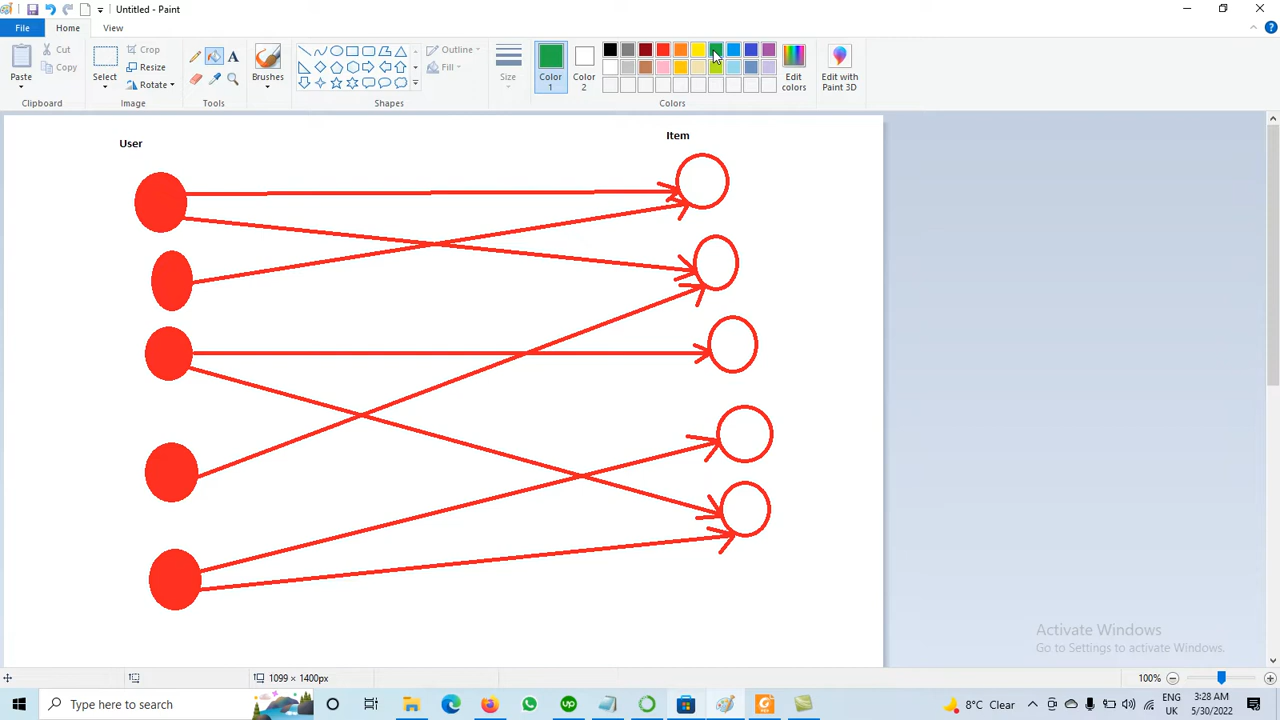 Untitled - Paint
File
Home
View
Paste
Cut
Copy
Clipboard
Select
Crop
Resize
Rotate
Image
A
Tools
Brushes
Outline
Fill
Shapes
Size
Color 1
Color 2
Colors
Edit colors
Edit with Paint 3D
User
Item
Activate Windows
Go to Settings to activate Windows.
1099 × 1400px
100%
Type here to search
8°C Clear
ENG
UK
3:28 AM
5/30/2022